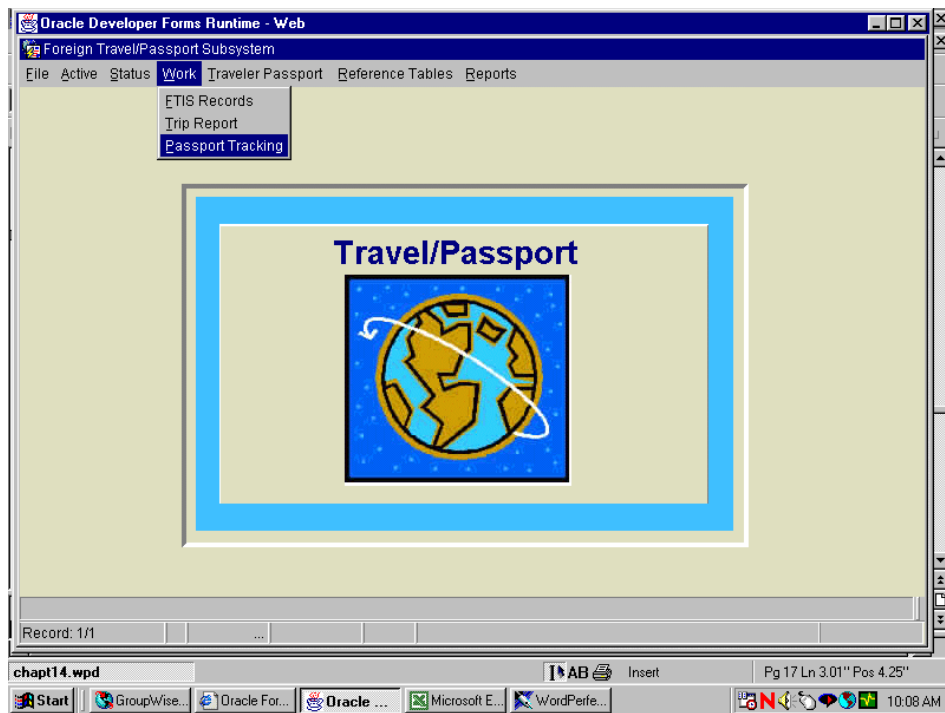 Oracle Developer Forms Runtime - Web
Foreign Travel/Passport Subsystem
File Active Status Work Traveler Passport Reference Tables Reports
FTIS Records
Trip Report
Passport Tracking
Travel/Passport
Record: 1/1
...
chapt14.wpd AB Insert Pg 17 Ln 3.01" Pos 4.25"
Start GroupWise... Oracle For... Oracle ... Microsoft E... WordPerfe... N 10:08 AM